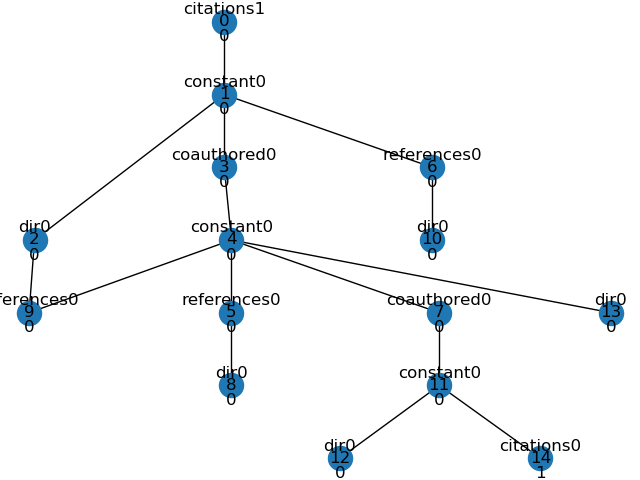 citations1
0
0
constant0
1
0
coauthored0
3
0
references0
6
0
dir0
2
0
constant0
4
0
dir0
10
0
ferences0
9
0
references0
5
0
coauthored0
7
0
dir0
13
0
dir0
8
0
constant0
11
0
dir0
12
0
citations0
14
1